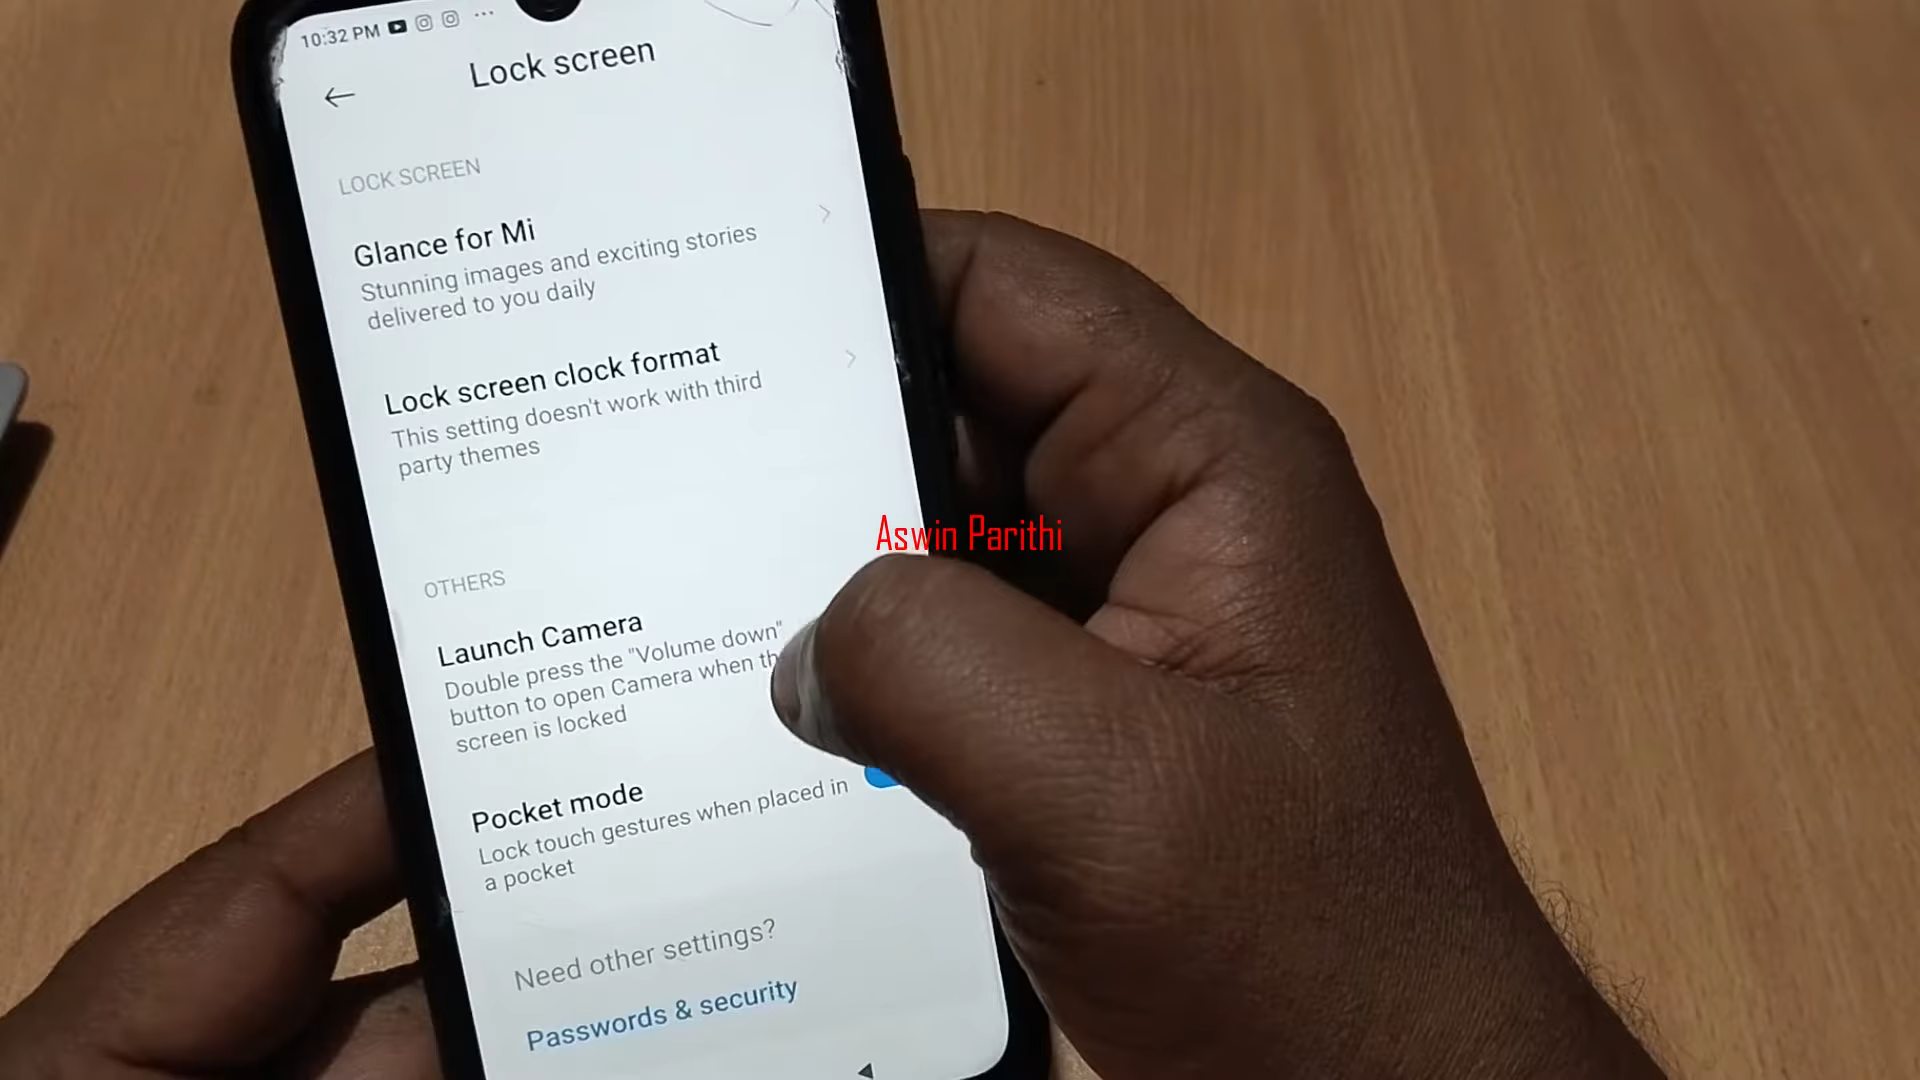 10:32 PM ...
Lock screen
LOCK SCREEN
Glance for Mi
Stunning images and exciting stories
delivered to you daily
Lock screen clock format
This setting doesn't work with third
party themes
Aswin Parithi
OTHERS
Launch Camera
Double press the "Volume down"
button to open Camera when
screen is locked
Pocket mode
Lock touch gestures when placed in
a pocket
Need other settings?
Passwords & security